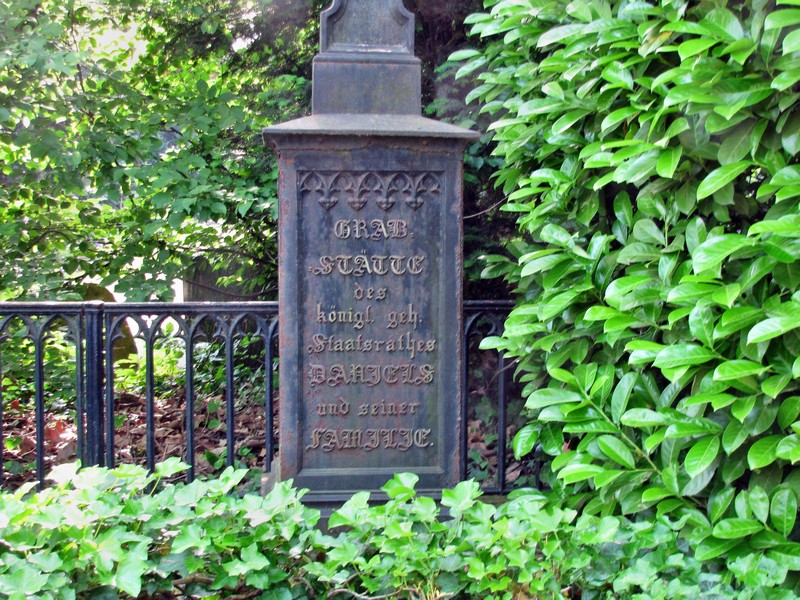 GRAB-
STÄTTE
des
königl. geh.
Staatsrathes
DANIELS
und seiner
FAMILIE.